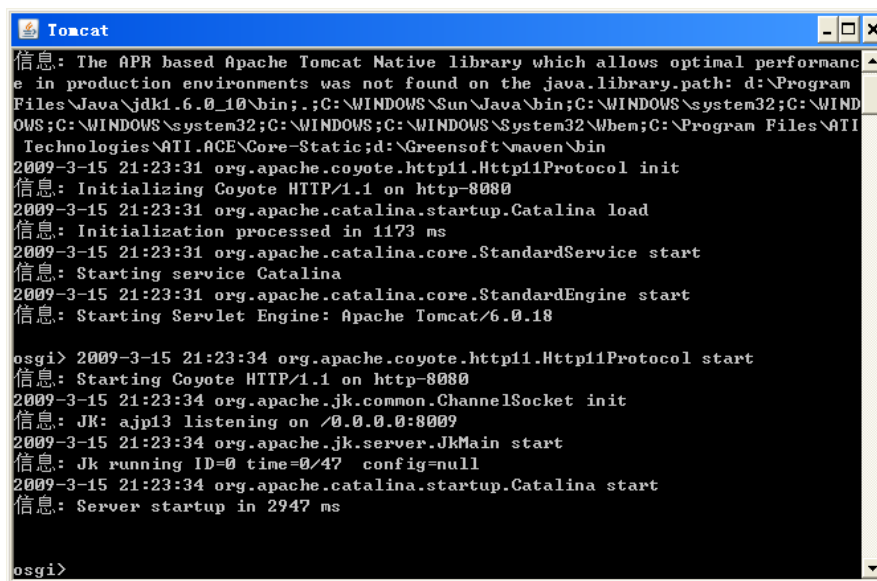 Tomcat
信息: The APR based Apache Tomcat Native library which allows optimal performanc
e in production environments was not found on the java.library.path: d:\Program
Files\Java\jdk1.6.0_10\bin;.;C:\WINDOWS\Sun\Java\bin;C:\WINDOWS\system32;C:\WIND
OWS;C:\WINDOWS\system32;C:\WINDOWS;C:\WINDOWS\System32\Wbem;C:\Program Files\ATI
 Technologies\ATI.ACE\Core-Static;d:\Greensoft\maven\bin
2009-3-15 21:23:31 org.apache.coyote.http11.Http11Protocol init
信息: Initializing Coyote HTTP/1.1 on http-8080
2009-3-15 21:23:31 org.apache.catalina.startup.Catalina load
信息: Initialization processed in 1173 ms
2009-3-15 21:23:31 org.apache.catalina.core.StandardService start
信息: Starting service Catalina
2009-3-15 21:23:31 org.apache.catalina.core.StandardEngine start
信息: Starting Servlet Engine: Apache Tomcat/6.0.18
osgi> 2009-3-15 21:23:34 org.apache.coyote.http11.Http11Protocol start
信息: Starting Coyote HTTP/1.1 on http-8080
2009-3-15 21:23:34 org.apache.jk.common.ChannelSocket init
信息: JK: ajp13 listening on /0.0.0.0:8009
2009-3-15 21:23:34 org.apache.jk.server.JkMain start
信息: Jk running ID=0 time=0/47  config=null
2009-3-15 21:23:34 org.apache.catalina.startup.Catalina start
信息: Server startup in 2947 ms
osgi>